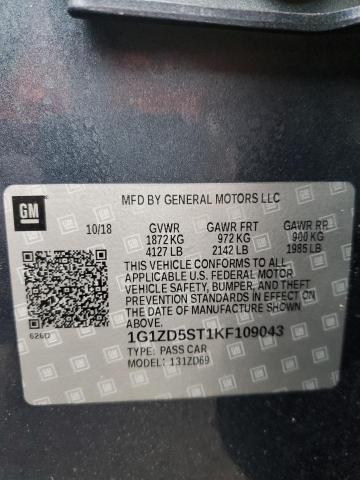 MFD BY GENERAL MOTORS LLC
GM
10/18 GVWR GAWR FRT GAWR RR
1872 KG 972 KG 900 KG
4127 LB 2142 LB 1985 LB
THIS VEHICLE CONFORMS TO ALL
APPLICABLE U.S. FEDERAL MOTOR
VEHICLE SAFETY, BUMPER, AND THEFT
PREVENTION STANDARDS IN EFFECT ON
THE DATE OF MANUFACTURE SHOWN
ABOVE.
626D
1G1ZD5ST1KF109043
TYPE: PASS CAR
MODEL: 131ZD69